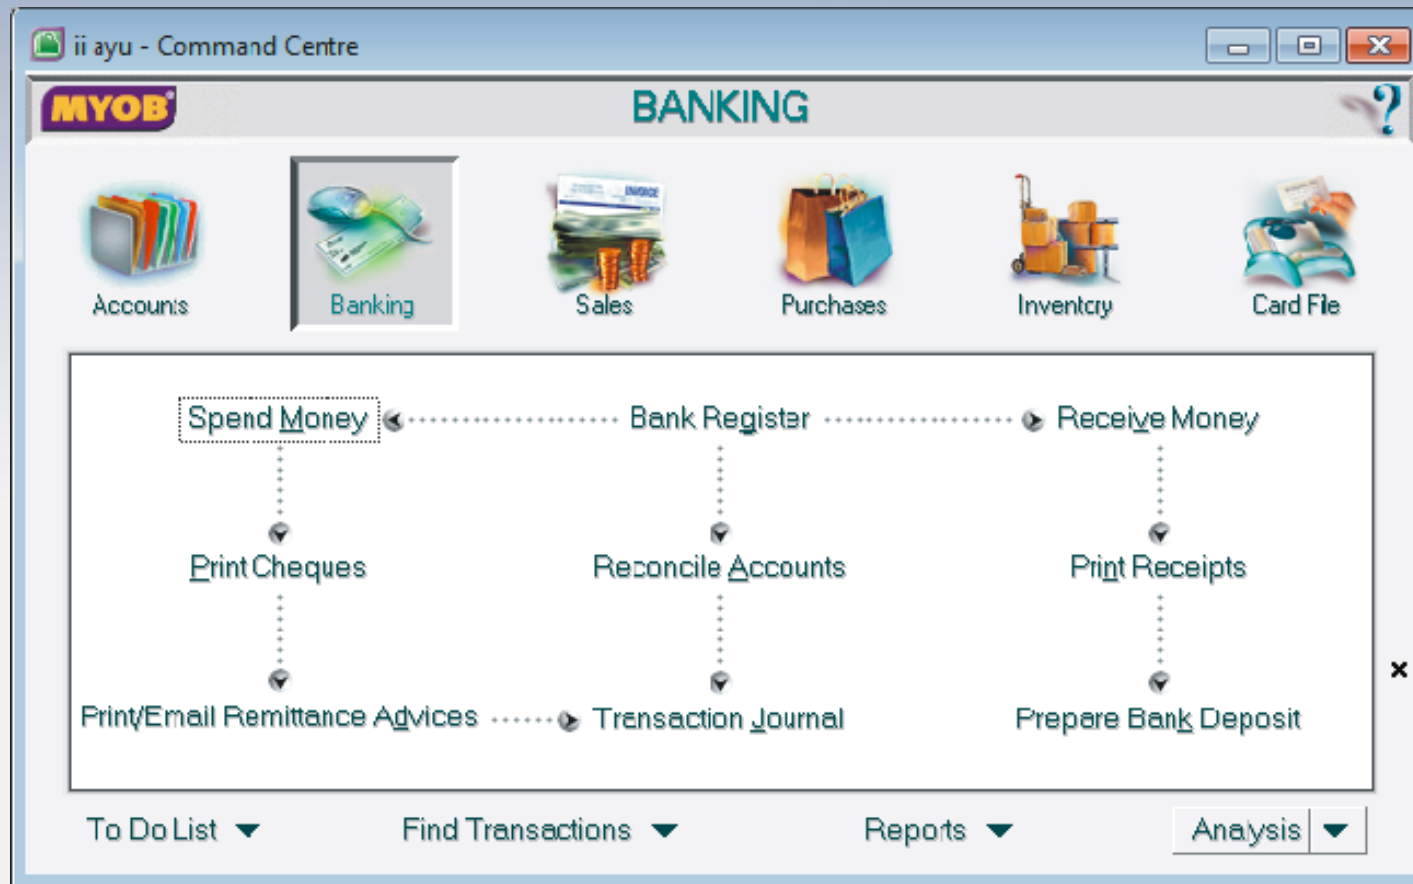 ii ayu - Command Centre
MYOB®
BANKING
?
INVOICE
Accounts
Banking
Sales
Purchases
Inventory
Card File
Spend Money
Bank Register
Receive Money
Print Cheques
Reconcile Accounts
Print Receipts
Print/Email Remittance Advices
Transaction Journal
Prepare Bank Deposit
To Do List
Find Transactions
Reports
Analysis